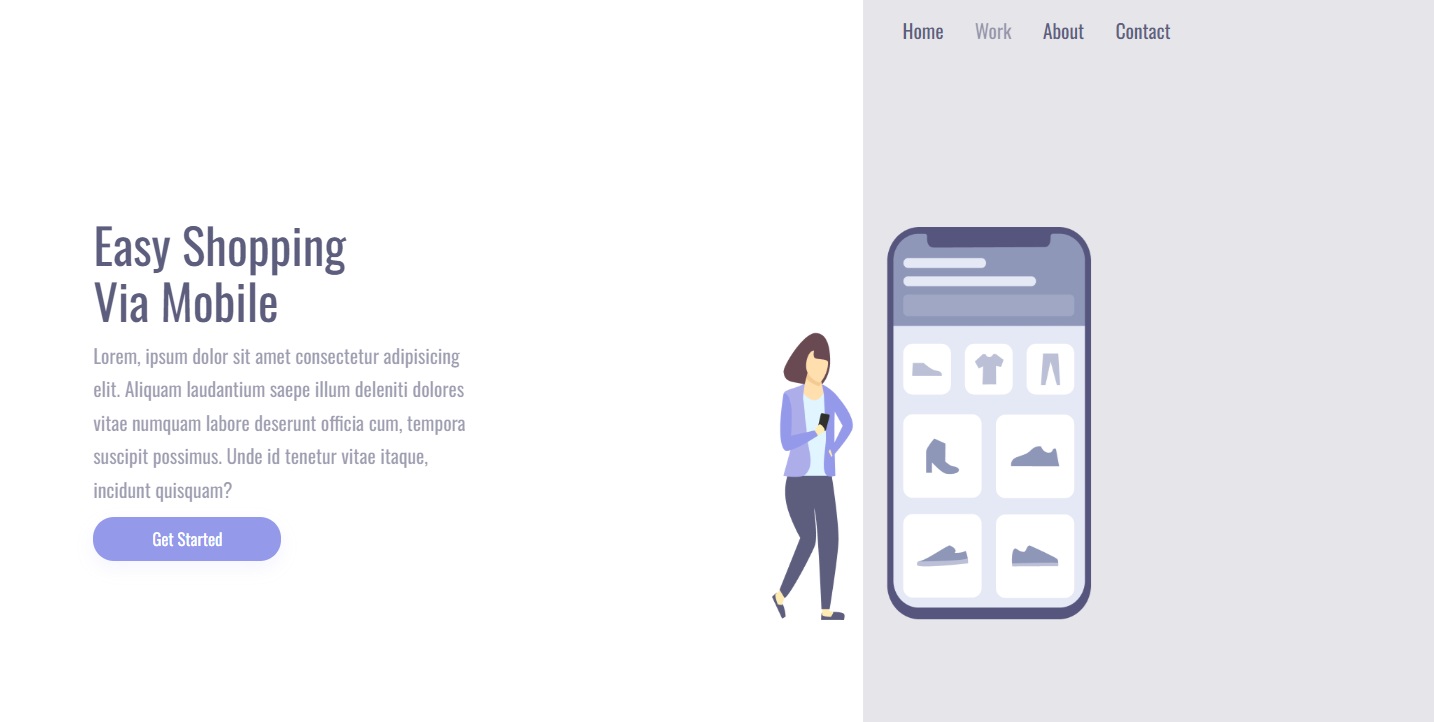 Home Work About Contact
Easy Shopping
Via Mobile
Lorem, ipsum dolor sit amet consectetur adipisicing
elit. Aliquam laudantium saepe illum deleniti dolores
vitae numquam labore deserunt officia cum, tempora
suscipit possimus. Unde id tenetur vitae itaque,
incidunt quisquam?
Get Started